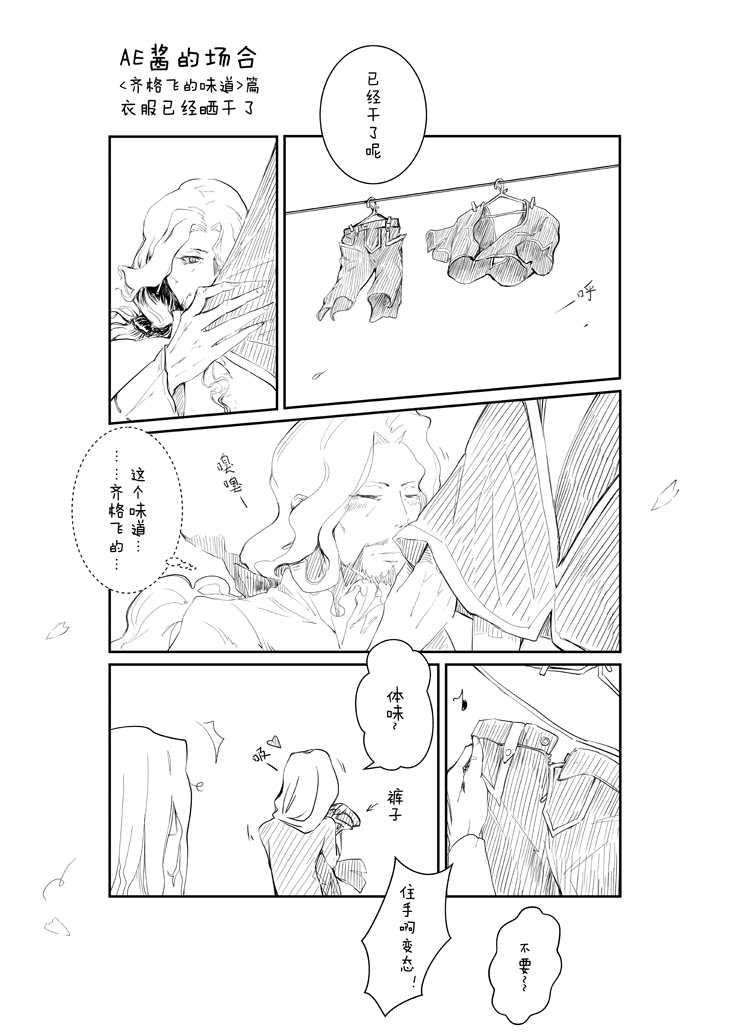 AE酱的场合
<齐格飞的味道>篇
衣服已经晒干了
已经干了呢
呼
嗅嗅
这个味道…
……齐格飞的…
体味~
吸♡
裤子
住手啊变态！
不要~~